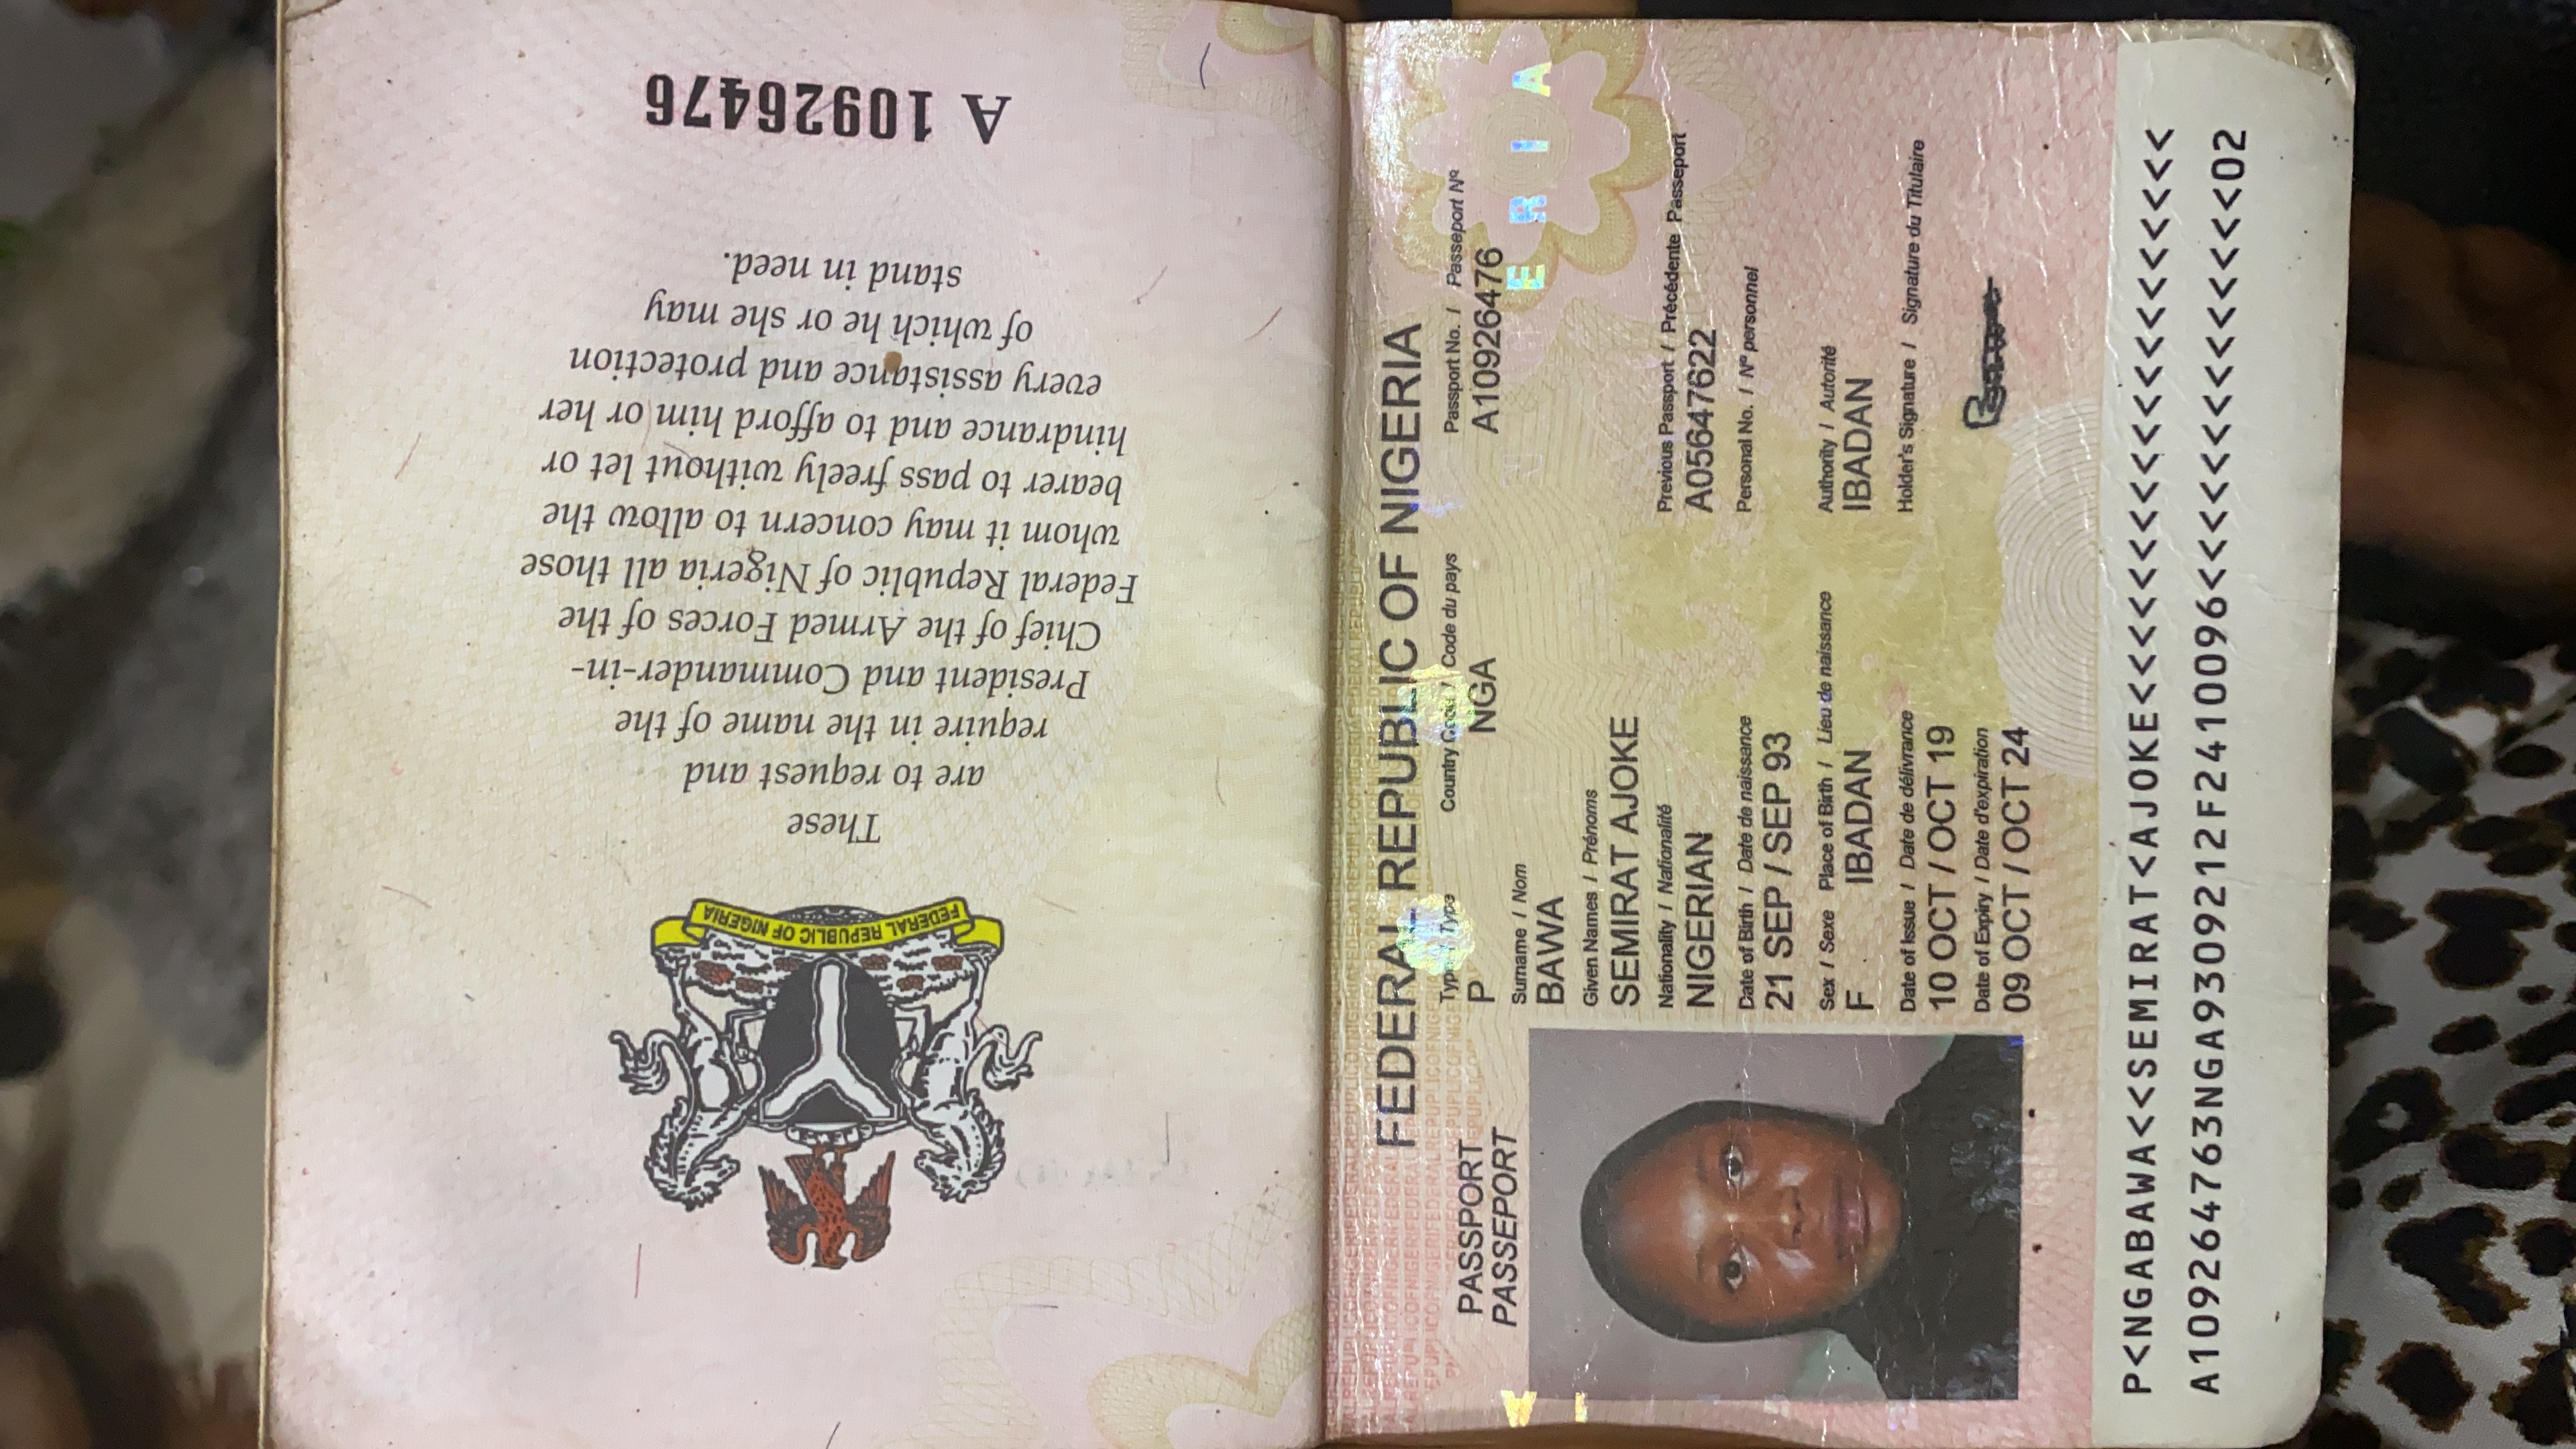 FEDERAL REPUBLIC OF NIGERIA
PASSPORT
PASSEPORT
Type / Type
Country Code / Code du pays
Passport No. / Passeport Nº
P
NGA
A10926476
Surname / Nom
BAWA
Given Names / Prénoms
SEMIRAT AJOKE
Nationality / Nationalité
Previous Passport / Précédente Passeport
NIGERIAN
A05647622
Date of Birth / Date de naissance
Personal No. / Nº personnel
21 SEP / SEP 93
Sex / Sexe
Place of Birth / Lieu de naissance
Authority / Autorité
F
IBADAN
IBADAN
Date of Issue / Date de délivrance
Holder's Signature / Signature du Titulaire
10 OCT / OCT 19
Date of Expiry / Date d'expiration
09 OCT / OCT 24
P<NGABAWA<<SEMIRAT<AJOKE<<<<<<<<<<<<<<<<<<<<
A109264763NGA9309212F2410096<<<<<<<<<<<<<<02
FEDERAL REPUBLIC OF NIGERIA
These
are to request and
require in the name of the
President and Commander-in-
Chief of the Armed Forces of the
Federal Republic of Nigeria all those
whom it may concern to allow the
bearer to pass freely without let or
hindrance and to afford him or her
every assistance and protection
of which he or she may
stand in need.
A 10926476